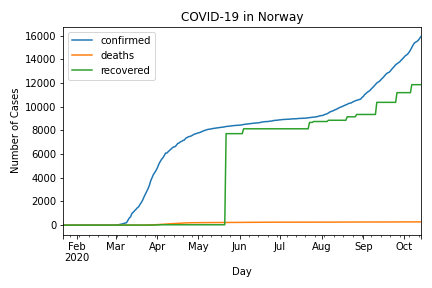 COVID-19 in Norway
confirmed
deaths
recovered
Number of Cases
16000
14000
12000
10000
8000
6000
4000
2000
0
Feb Mar Apr May Jun Jul Aug Sep Oct
2020
Day